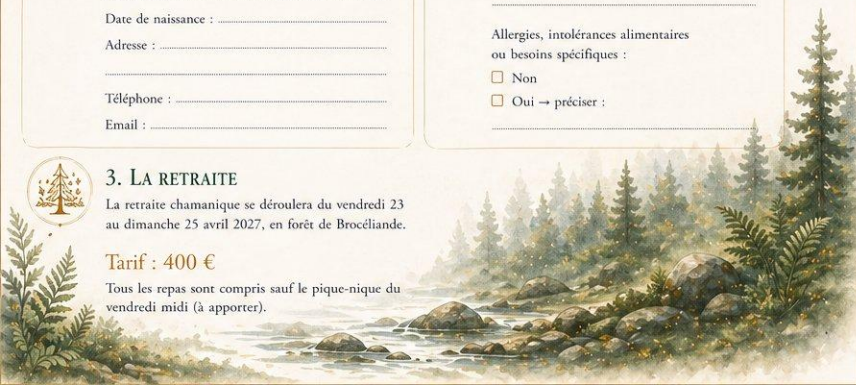 Date de naissance :
Adresse :
Téléphone :
Email :
Allergies, intolérances alimentaires
ou besoins spécifiques :
Non
Oui → préciser :
3. La retraite
La retraite chamanique se déroulera du vendredi 23
au dimanche 25 avril 2027, en forêt de Brocéliande.
Tarif : 400 €
Tous les repas sont compris sauf le pique-nique du
vendredi midi (à apporter).